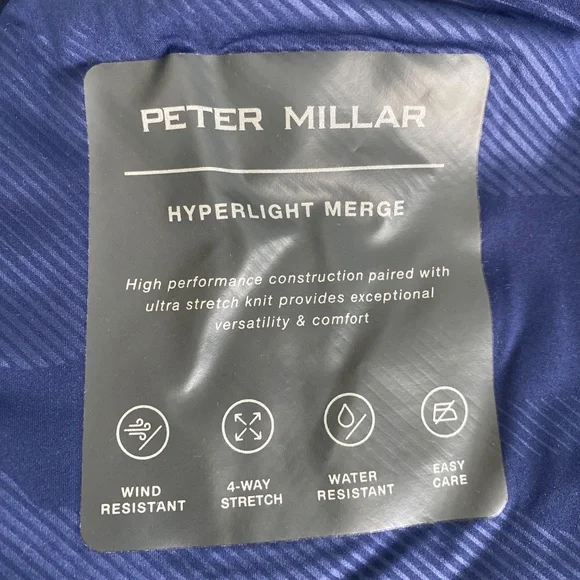 PETER MILLAR
HYPERLIGHT MERGE
High performance construction paired with
ultra stretch knit provides exceptional
versatility & comfort
WIND
RESISTANT
4-WAY
STRETCH
WATER
RESISTANT
EASY
CARE